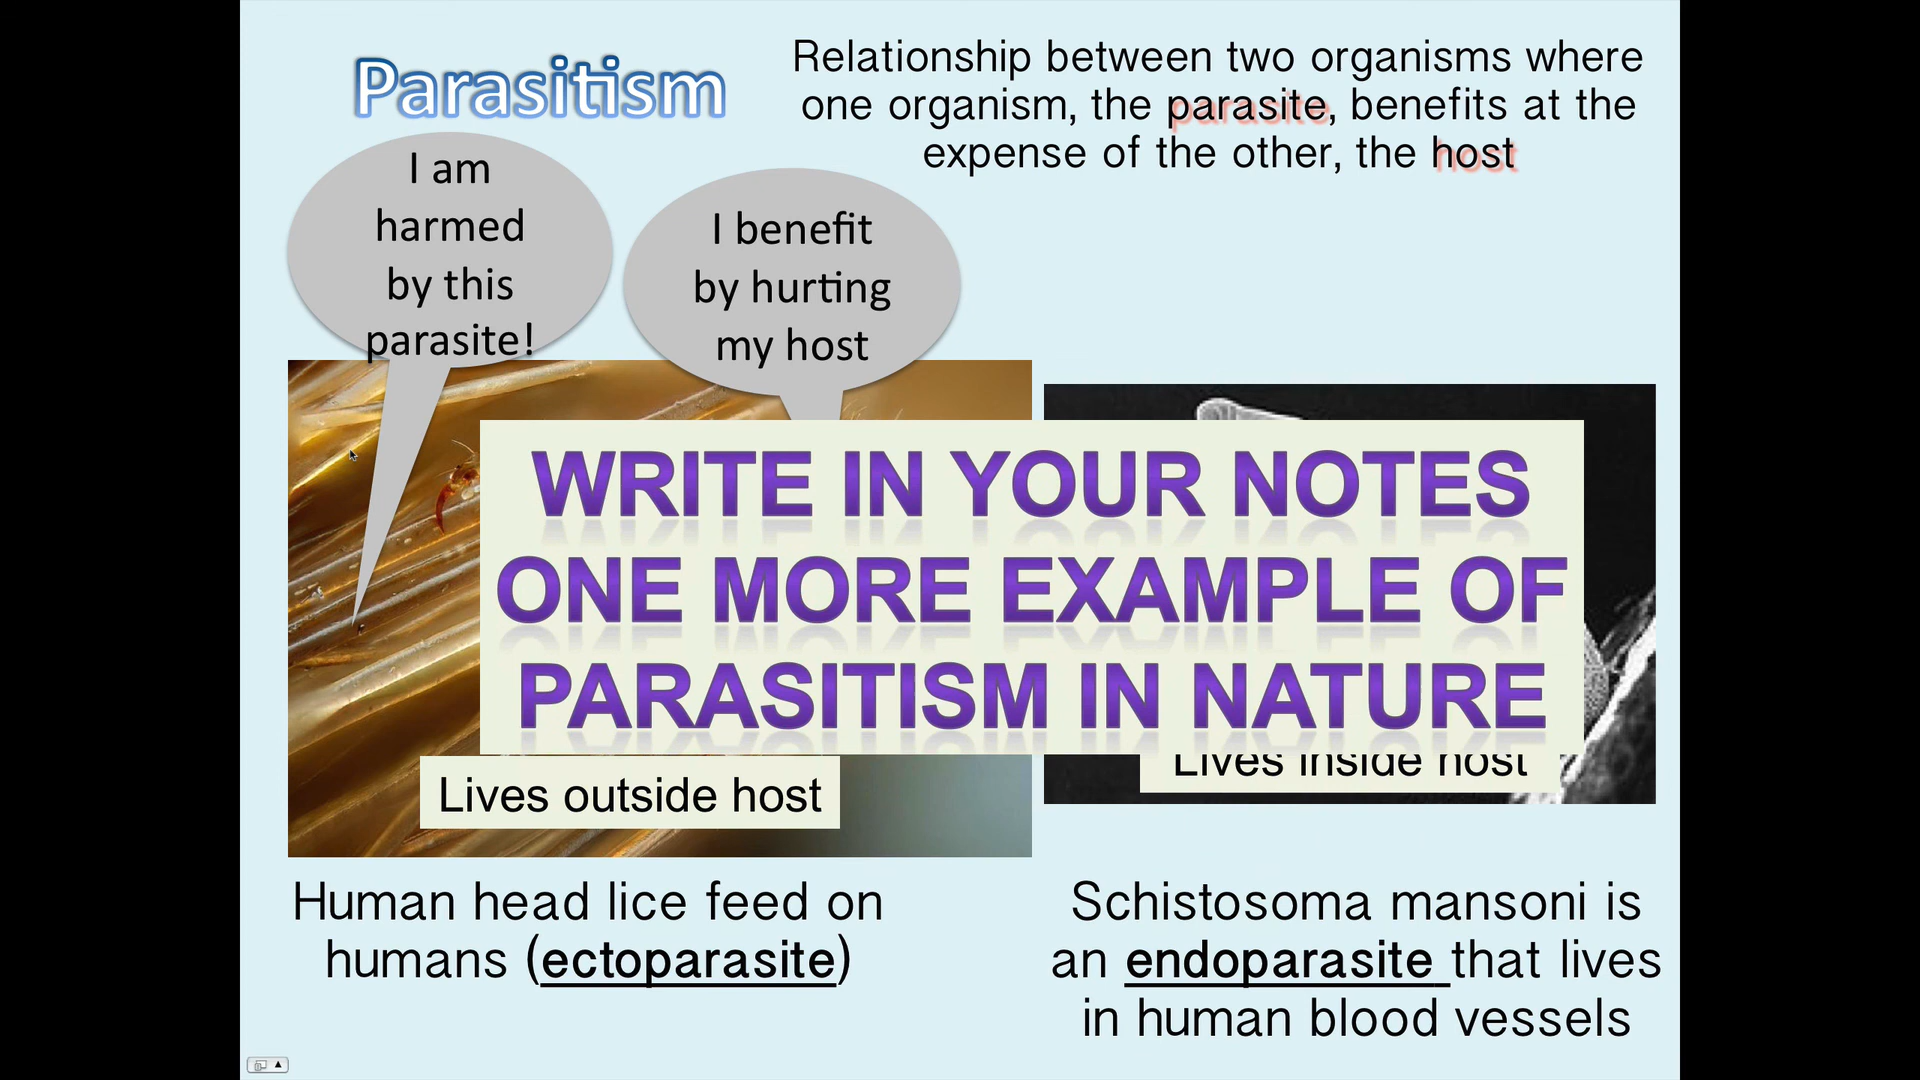 Parasitism
Relationship between two organisms where
one organism, the parasite, benefits at the
expense of the other, the host
I am
harmed
by this
parasite!
I benefit
by hurting
my host
WRITE IN YOUR NOTES
ONE MORE EXAMPLE OF
PARASITISM IN NATURE
Lives outside host
Lives inside host
Human head lice feed on
humans (ectoparasite)
Schistosoma mansoni is
an endoparasite that lives
in human blood vessels